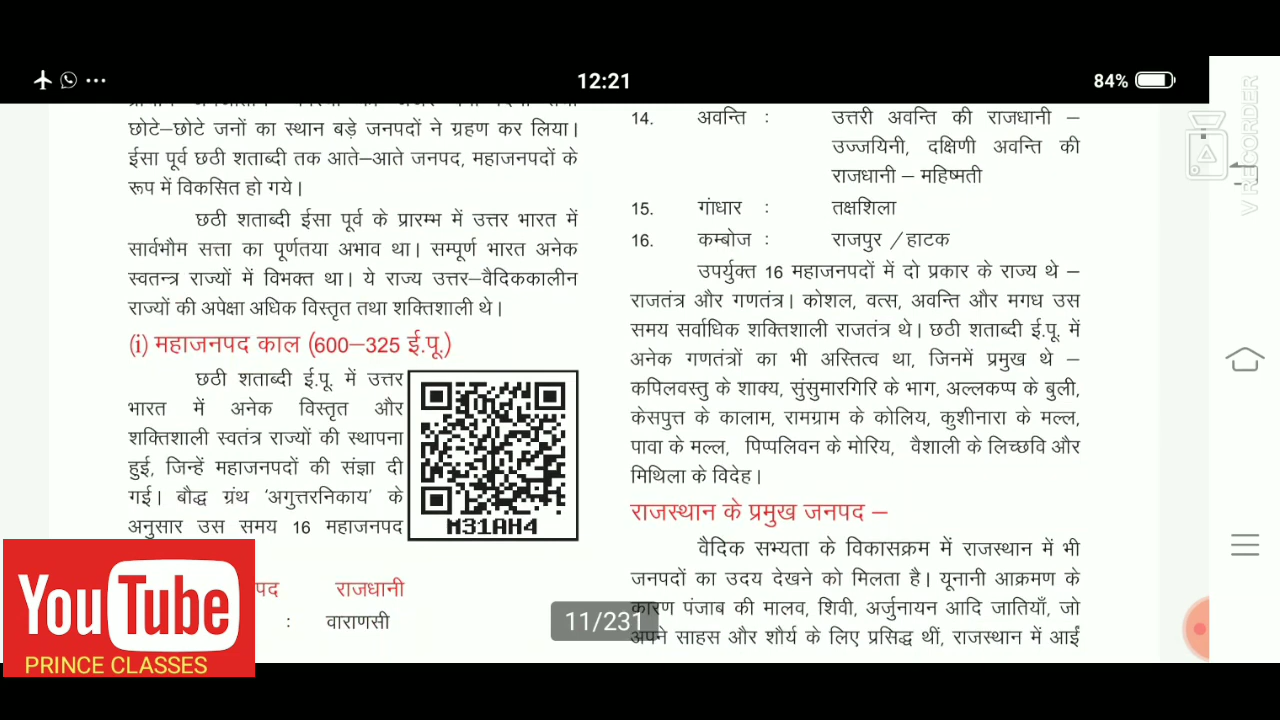 12:21
84%
छोटे–छोटे जनों का स्थान बड़े जनपदों ने ग्रहण कर लिया।
ईसा पूर्व छठी शताब्दी तक आते–आते जनपद, महाजनपदों के
रूप में विकसित हो गये।
छठी शताब्दी ईसा पूर्व के प्रारम्भ में उत्तर भारत में
सार्वभौम सत्ता का पूर्णतया अभाव था। सम्पूर्ण भारत अनेक
स्वतन्त्र राज्यों में विभक्त था। ये राज्य उत्तर–वैदिककालीन
राज्यों की अपेक्षा अधिक विस्तृत तथा शक्तिशाली थे।
(i) महाजनपद काल (600–325 ई.पू.)
छठी शताब्दी ई.पू. में उत्तर
भारत में अनेक विस्तृत और
शक्तिशाली स्वतंत्र राज्यों की स्थापना
हुई, जिन्हें महाजनपदों की संज्ञा दी
गई। बौद्ध ग्रंथ 'अगुत्तरनिकाय' के
अनुसार उस समय 16 महाजनपद
M31AH4
पद राजधानी
: वाराणसी
14. अवन्ति : उत्तरी अवन्ति की राजधानी –
उज्जयिनी, दक्षिणी अवन्ति की
राजधानी – महिष्मती
15. गांधार : तक्षशिला
16. कम्बोज : राजपुर / हाटक
उपर्युक्त 16 महाजनपदों में दो प्रकार के राज्य थे –
राजतंत्र और गणतंत्र। कोशल, वत्स, अवन्ति और मगध उस
समय सर्वाधिक शक्तिशाली राजतंत्र थे। छठी शताब्दी ई.पू. में
अनेक गणतंत्रों का भी अस्तित्व था, जिनमें प्रमुख थे –
कपिलवस्तु के शाक्य, सुंसुमारगिरि के भाग, अल्लकप्प के बुली,
केसपुत्त के कालाम, रामग्राम के कोलिय, कुशीनारा के मल्ल,
पावा के मल्ल, पिप्पलिवन के मोरिय, वैशाली के लिच्छवि और
मिथिला के विदेह।
राजस्थान के प्रमुख जनपद –
वैदिक सभ्यता के विकासक्रम में राजस्थान में भी
जनपदों का उदय देखने को मिलता है। यूनानी आक्रमण के
कारण पंजाब की मालव, शिवी, अर्जुनायन आदि जातियाँ, जो
अपने साहस और शौर्य के लिए प्रसिद्ध थीं, राजस्थान में आईं
11/231
YouTube
PRINCE CLASSES
V RECORDER